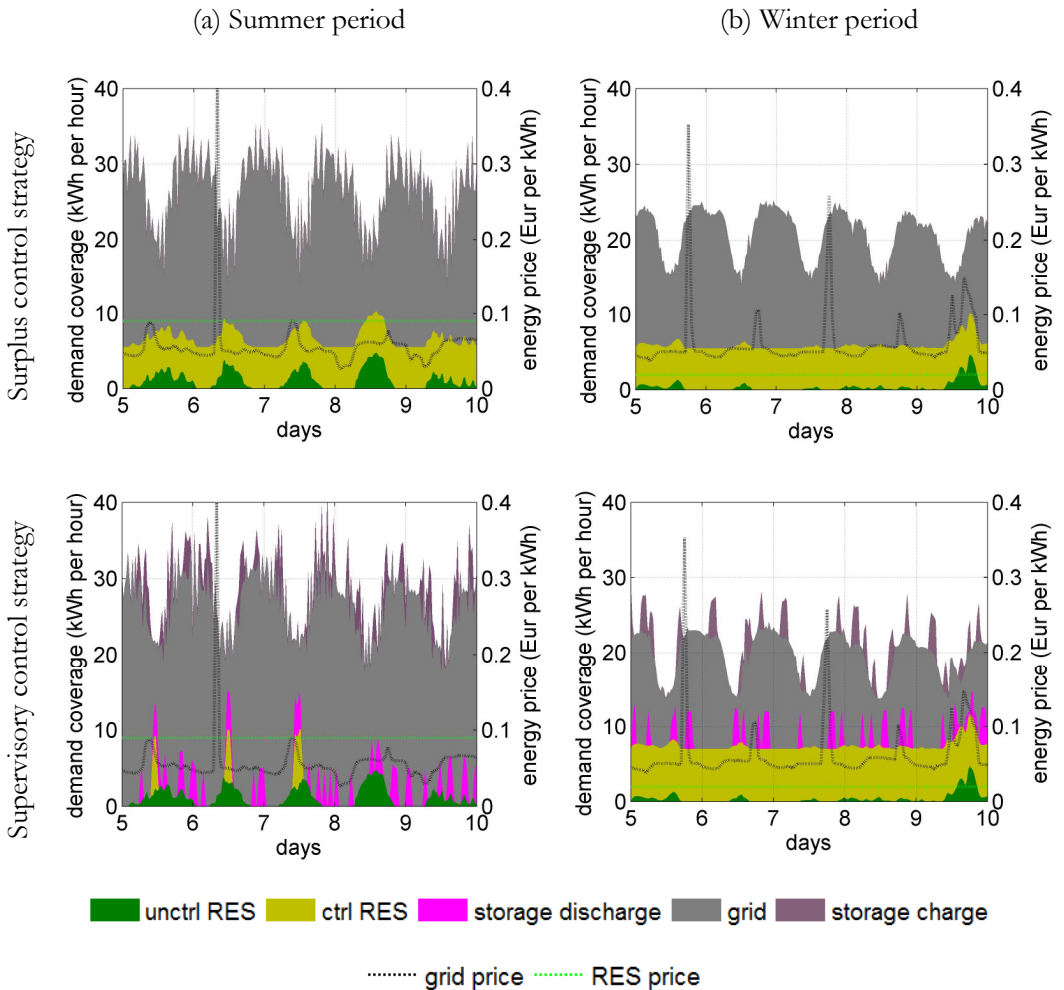 (a) Summer period
(b) Winter period
Surplus control strategy
demand coverage (kWh per hour)
40
30
20
10
0
0.4
0.3
0.2
0.1
0
energy price (Eur per kWh)
5 6 7 8 9 10
days
demand coverage (kWh per hour)
40
30
20
10
0
0.4
0.3
0.2
0.1
0
energy price (Eur per kWh)
5 6 7 8 9 10
days
Supervisory control strategy
demand coverage (kWh per hour)
40
30
20
10
0
0.4
0.3
0.2
0.1
0
energy price (Eur per kWh)
5 6 7 8 9 10
days
demand coverage (kWh per hour)
40
30
20
10
0
0.4
0.3
0.2
0.1
0
energy price (Eur per kWh)
5 6 7 8 9 10
days
unctrl RES ctrl RES storage discharge grid storage charge
grid price RES price